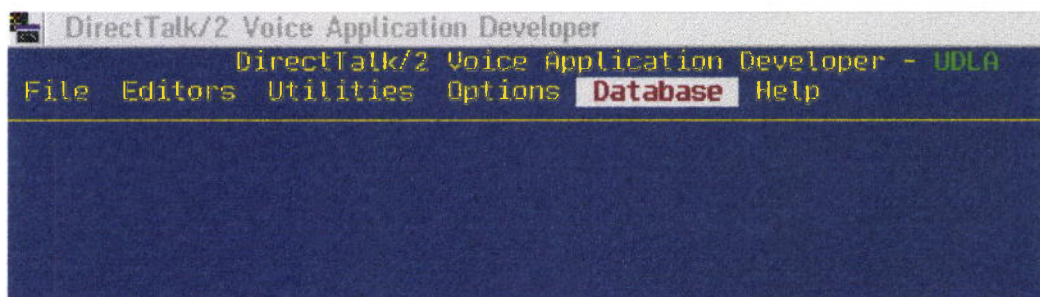 DirectTalk/2 Voice Application Developer
DirectTalk/2 Voice Application Developer - UDLA
File Editors Utilities Options Database Help